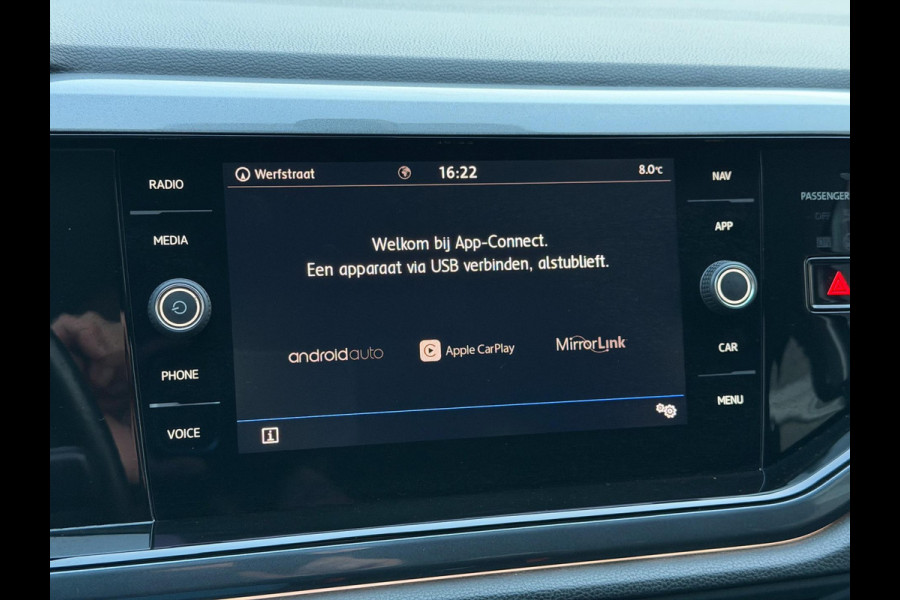 RADIO
MEDIA
PHONE
VOICE
Werfstraat 16:22 8.0°C
Welkom bij App-Connect.
Een apparaat via USB verbinden, alstublieft.
androidauto Apple CarPlay MirrorLink
i
NAV
APP
CAR
MENU
PASSENGER
OFF